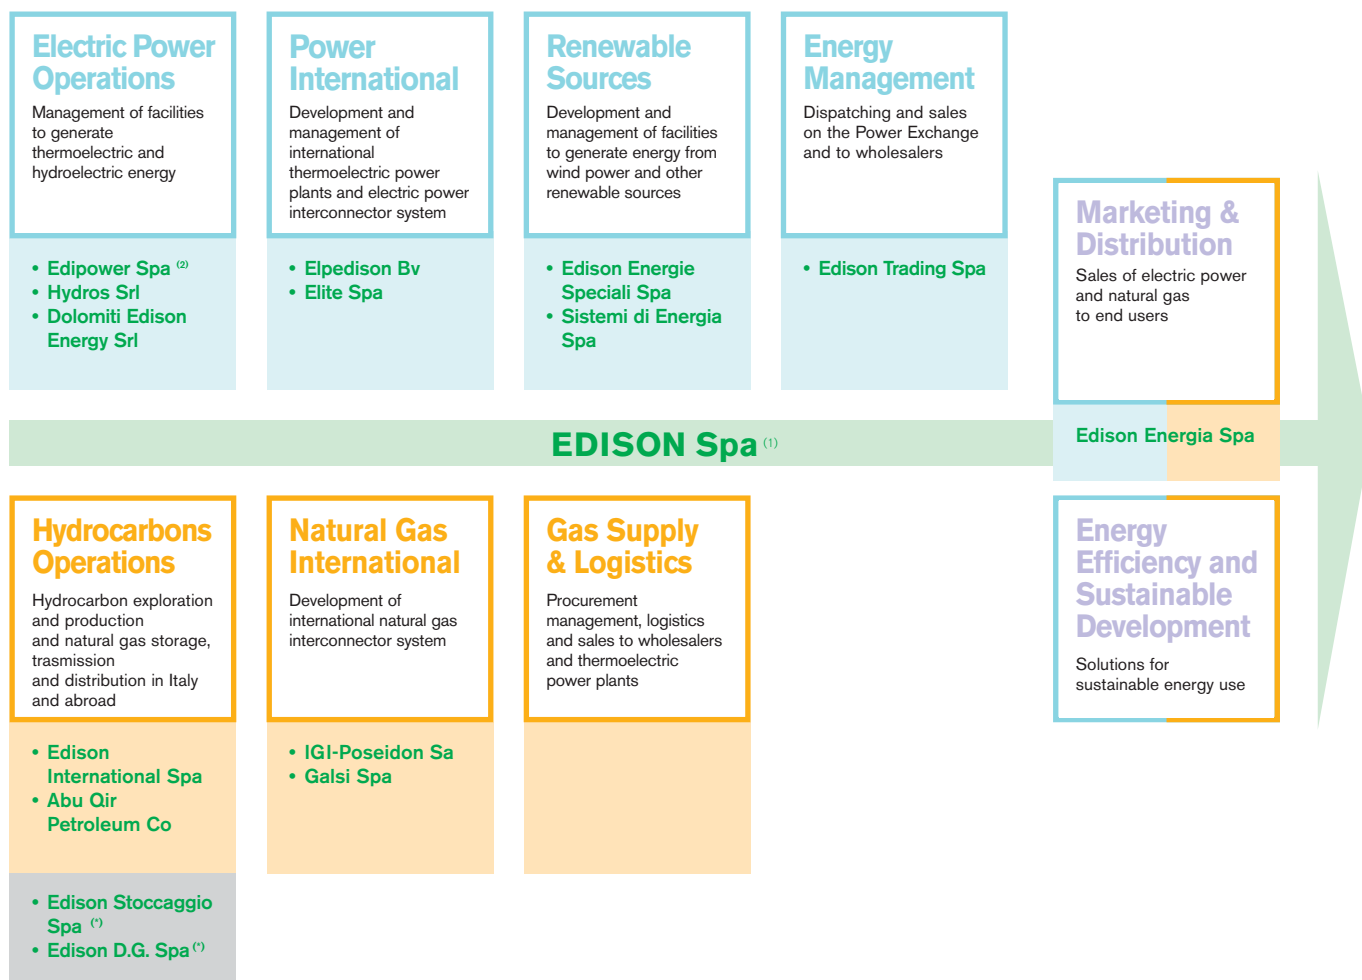 Electric Power
Operations
Management of facilities
to generate
thermoelectric and
hydroelectric energy
• Edipower Spa (2)
• Hydros Srl
• Dolomiti Edison
Energy Srl
Power
International
Development and
management of
international
thermoelectric power
plants and electric power
interconnector system
• Elpedison Bv
• Elite Spa
Renewable
Sources
Development and
management of facilities
to generate energy from
wind power and other
renewable sources
• Edison Energie
Speciali Spa
• Sistemi di Energia
Spa
Energy
Management
Dispatching and sales
on the Power Exchange
and to wholesalers
• Edison Trading Spa
Marketing &
Distribution
Sales of electric power
and natural gas
to end users
Edison Energia Spa
EDISON Spa (1)
Hydrocarbons
Operations
Hydrocarbon exploration
and production
and natural gas storage,
trasmission
and distribution in Italy
and abroad
• Edison
International Spa
• Abu Qir
Petroleum Co
• Edison Stoccaggio
Spa (*)
• Edison D.G. Spa (*)
Natural Gas
International
Development of
international natural gas
interconnector system
• IGI-Poseidon Sa
• Galsi Spa
Gas Supply
& Logistics
Procurement
management, logistics
and sales to wholesalers
and thermoelectric
power plants
Energy
Efficiency and
Sustainable
Development
Solutions for
sustainable energy use